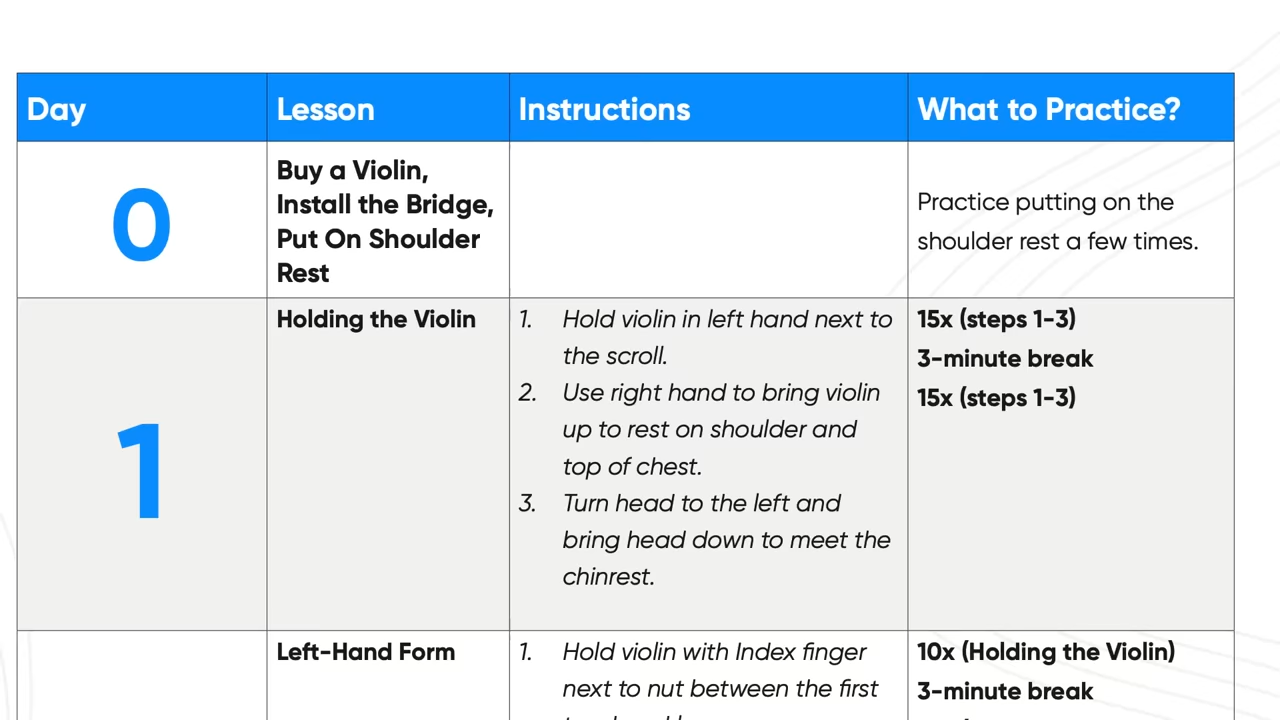 Day
Lesson
Instructions
What to Practice?
0
Buy a Violin,
Install the Bridge,
Put On Shoulder
Rest
Practice putting on the
shoulder rest a few times.
1
Holding the Violin
1. Hold violin in left hand next to
the scroll.
2. Use right hand to bring violin
up to rest on shoulder and
top of chest.
3. Turn head to the left and
bring head down to meet the
chinrest.
15x (steps 1-3)
3-minute break
15x (steps 1-3)
Left-Hand Form
1. Hold violin with Index finger
next to nut between the first
10x (Holding the Violin)
3-minute break